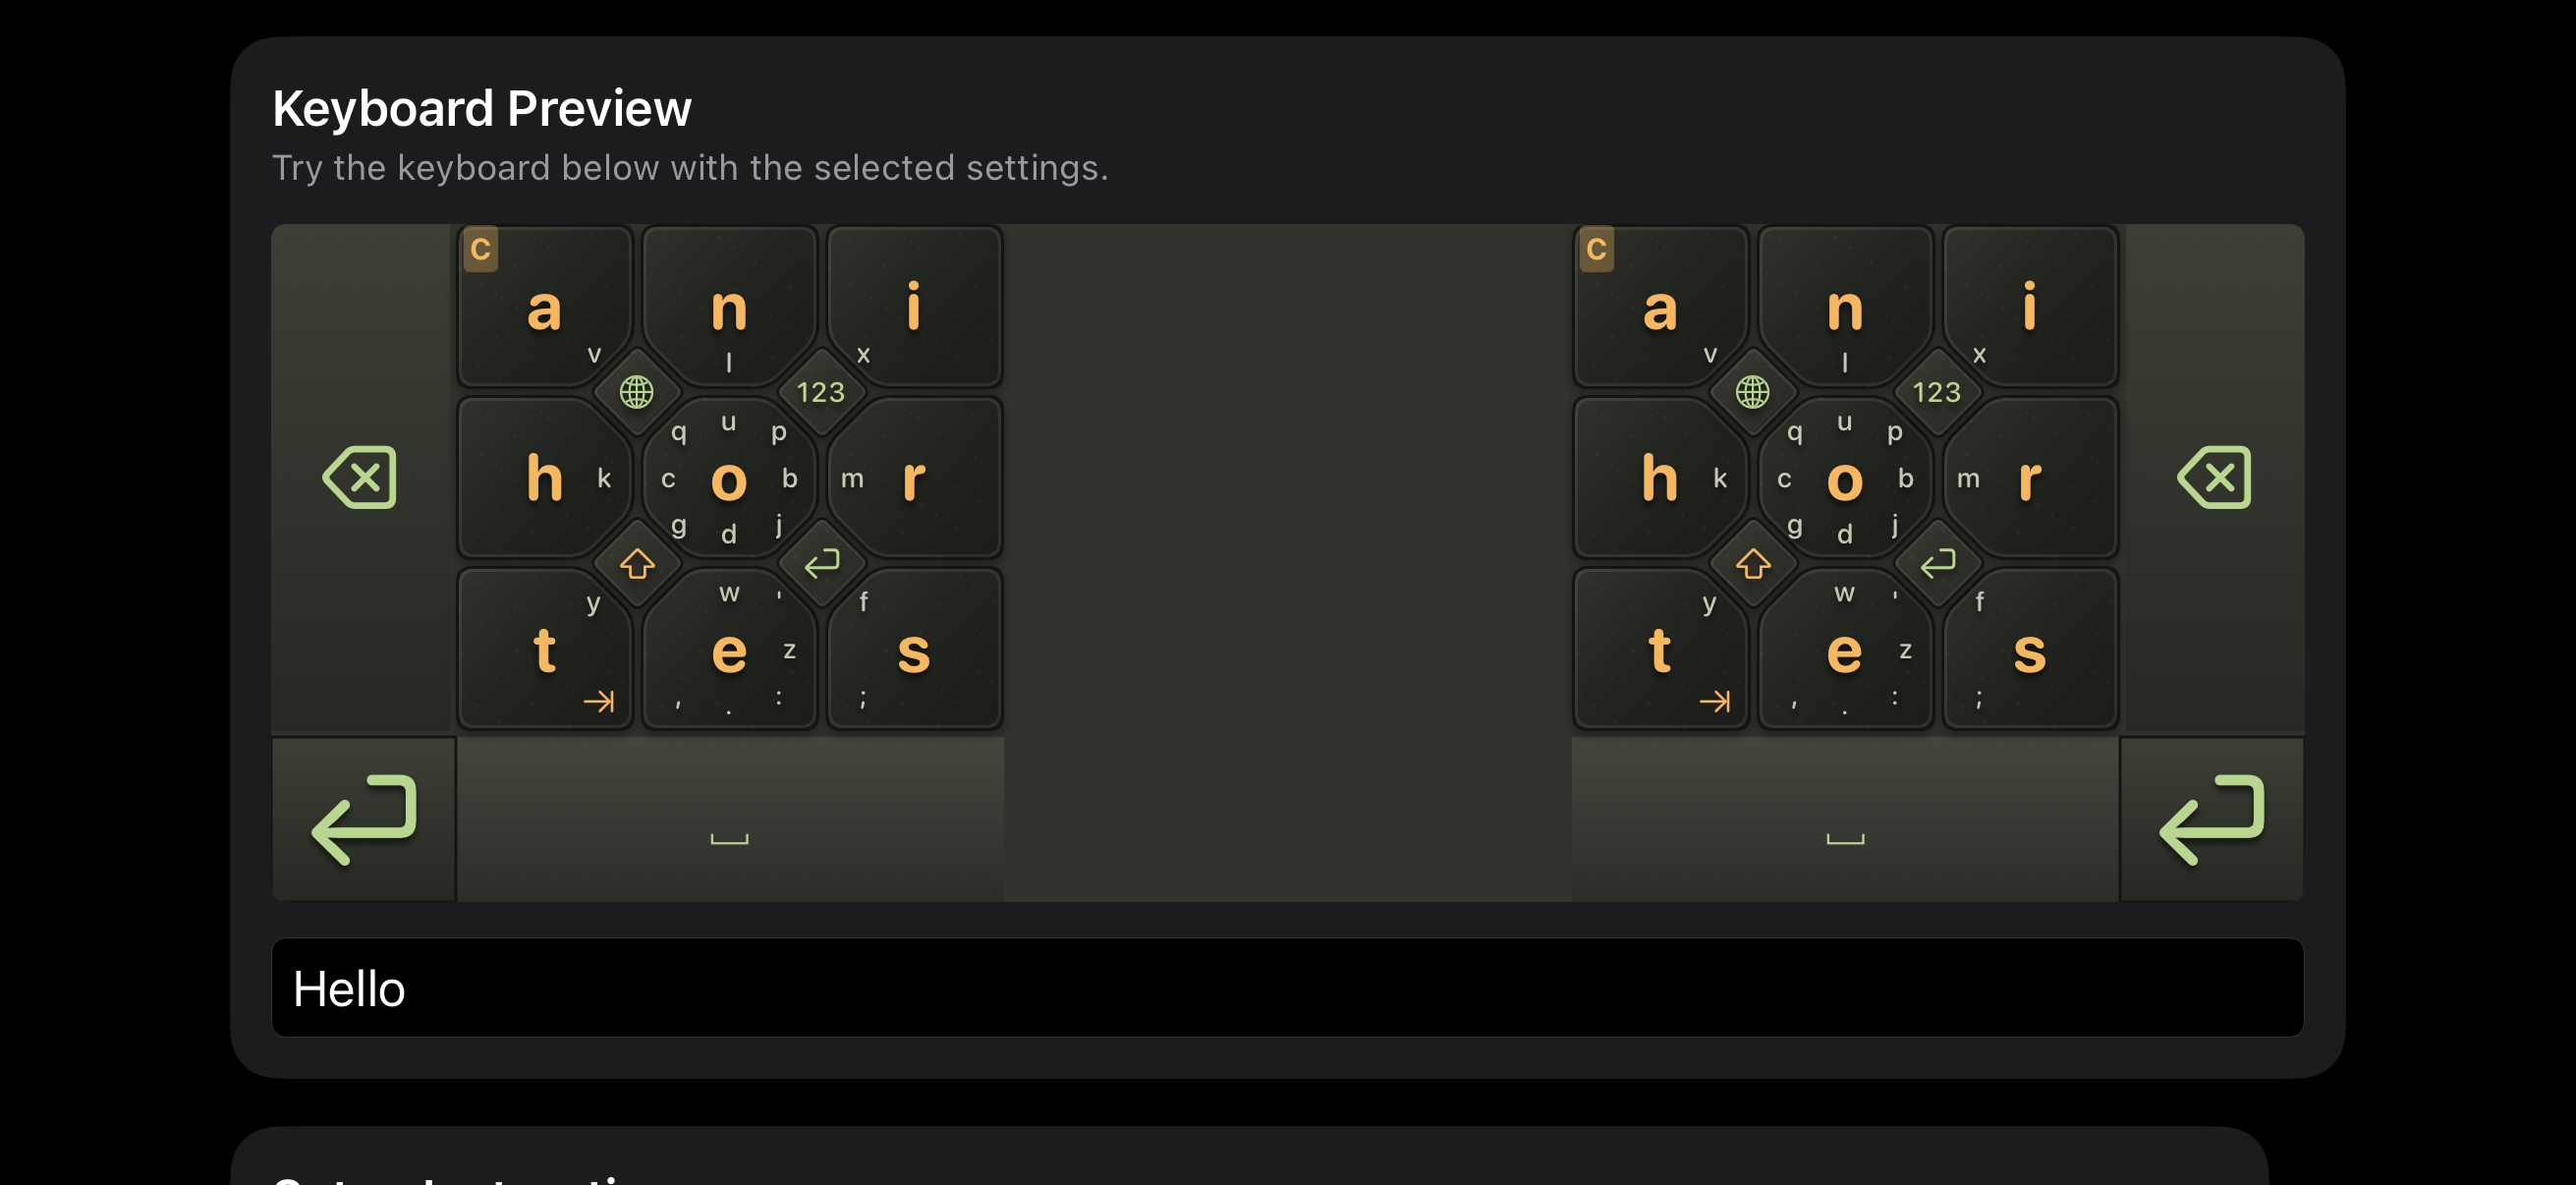 Keyboard Preview
Try the keyboard below with the selected settings.
C C
a n i a n i
v l x v l x
123 123
q u p q u p
h k c o b m r h k c o b m r
g d j g d j
y w ' f y w ' f
t e z s t e z s
, . : ; , . : ;
Hello